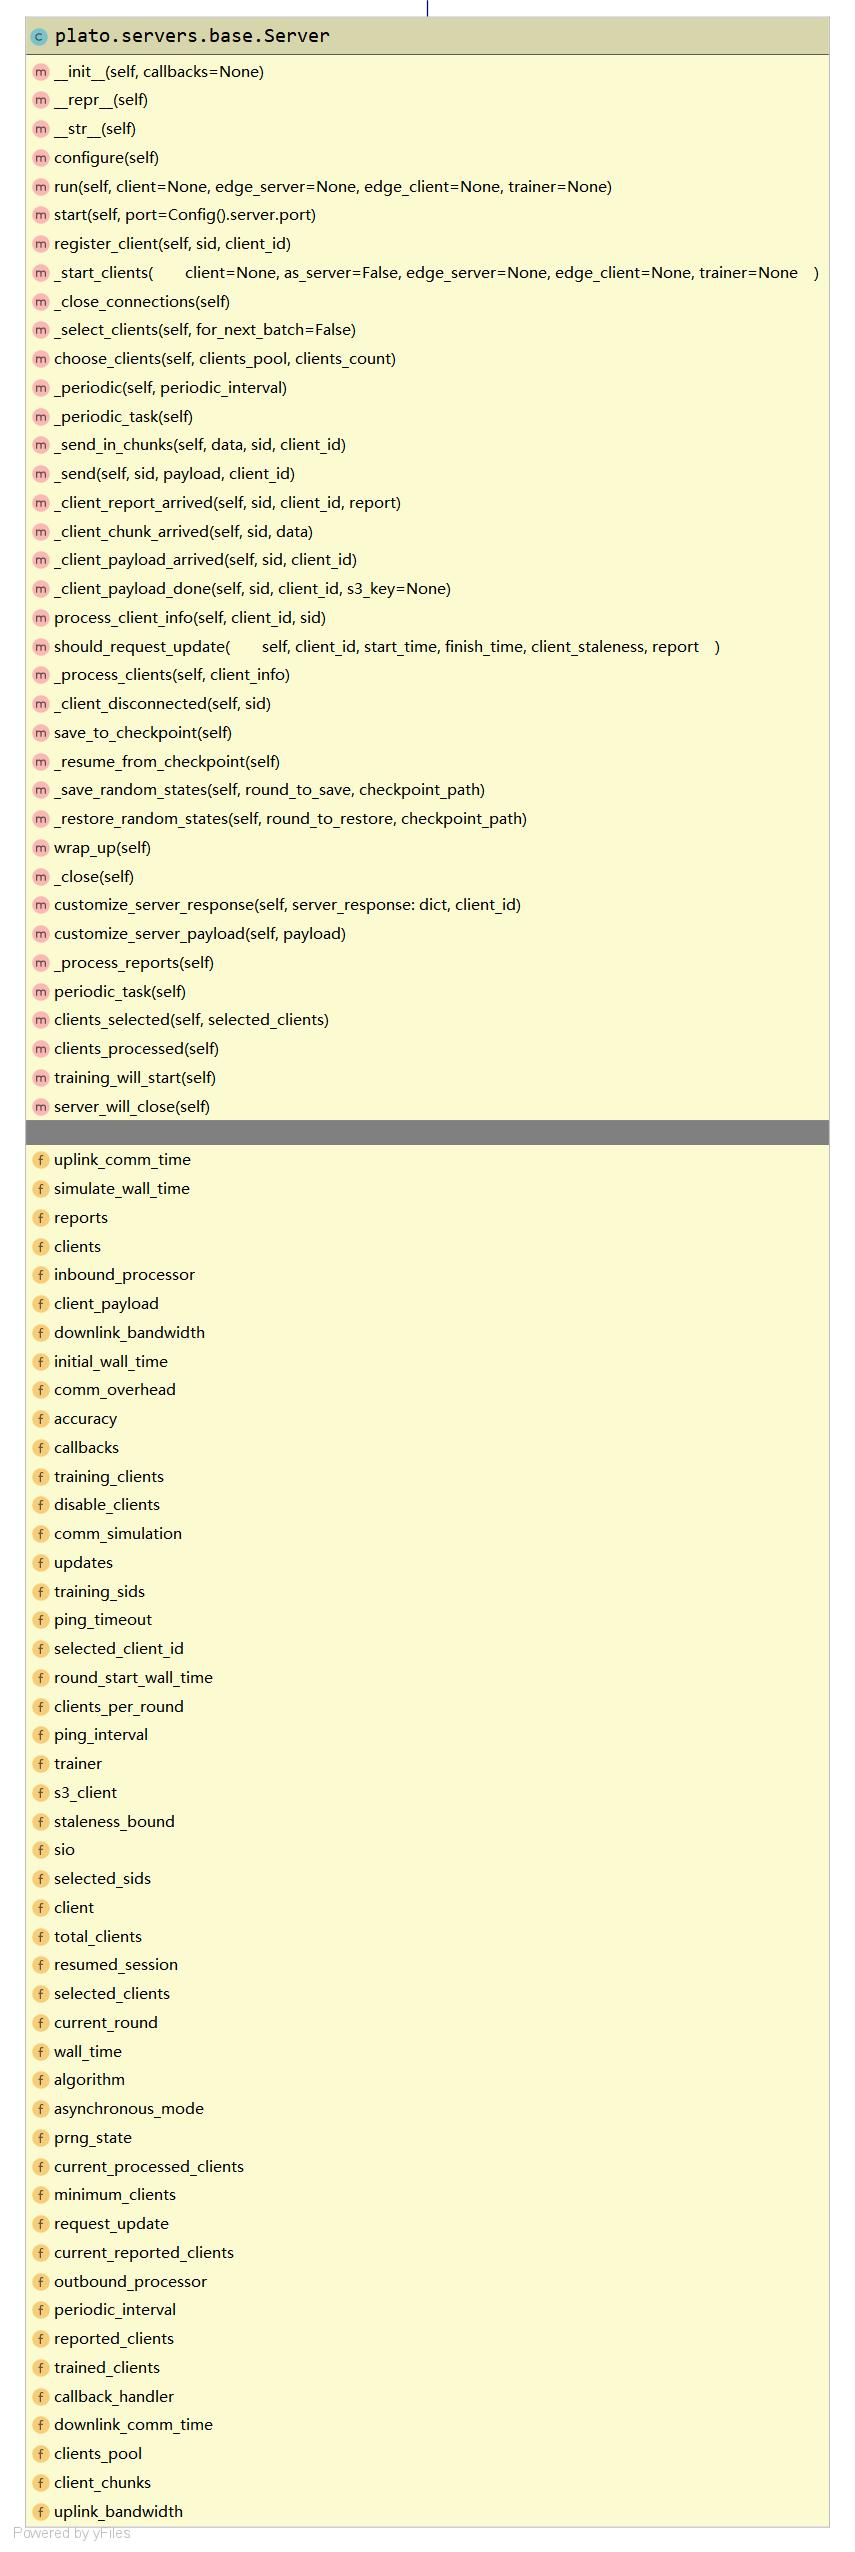 c plato.servers.base.Server
m __init__(self, callbacks=None)
m __repr__(self)
m __str__(self)
m configure(self)
m run(self, client=None, edge_server=None, edge_client=None, trainer=None)
m start(self, port=Config().server.port)
m register_client(self, sid, client_id)
m _start_clients( client=None, as_server=False, edge_server=None, edge_client=None, trainer=None )
m _close_connections(self)
m _select_clients(self, for_next_batch=False)
m choose_clients(self, clients_pool, clients_count)
m _periodic(self, periodic_interval)
m _periodic_task(self)
m _send_in_chunks(self, data, sid, client_id)
m _send(self, sid, payload, client_id)
m _client_report_arrived(self, sid, client_id, report)
m _client_chunk_arrived(self, sid, data)
m _client_payload_arrived(self, sid, client_id)
m _client_payload_done(self, sid, client_id, s3_key=None)
m process_client_info(self, client_id, sid)
m should_request_update( self, client_id, start_time, finish_time, client_staleness, report )
m _process_clients(self, client_info)
m _client_disconnected(self, sid)
m save_to_checkpoint(self)
m _resume_from_checkpoint(self)
m _save_random_states(self, round_to_save, checkpoint_path)
m _restore_random_states(self, round_to_restore, checkpoint_path)
m wrap_up(self)
m _close(self)
m customize_server_response(self, server_response: dict, client_id)
m customize_server_payload(self, payload)
m _process_reports(self)
m periodic_task(self)
m clients_selected(self, selected_clients)
m clients_processed(self)
m training_will_start(self)
m server_will_close(self)
f uplink_comm_time
f simulate_wall_time
f reports
f clients
f inbound_processor
f client_payload
f downlink_bandwidth
f initial_wall_time
f comm_overhead
f accuracy
f callbacks
f training_clients
f disable_clients
f comm_simulation
f updates
f training_sids
f ping_timeout
f selected_client_id
f round_start_wall_time
f clients_per_round
f ping_interval
f trainer
f s3_client
f staleness_bound
f sio
f selected_sids
f client
f total_clients
f resumed_session
f selected_clients
f current_round
f wall_time
f algorithm
f asynchronous_mode
f prng_state
f current_processed_clients
f minimum_clients
f request_update
f current_reported_clients
f outbound_processor
f periodic_interval
f reported_clients
f trained_clients
f callback_handler
f downlink_comm_time
f clients_pool
f client_chunks
f uplink_bandwidth
Powered by yFiles